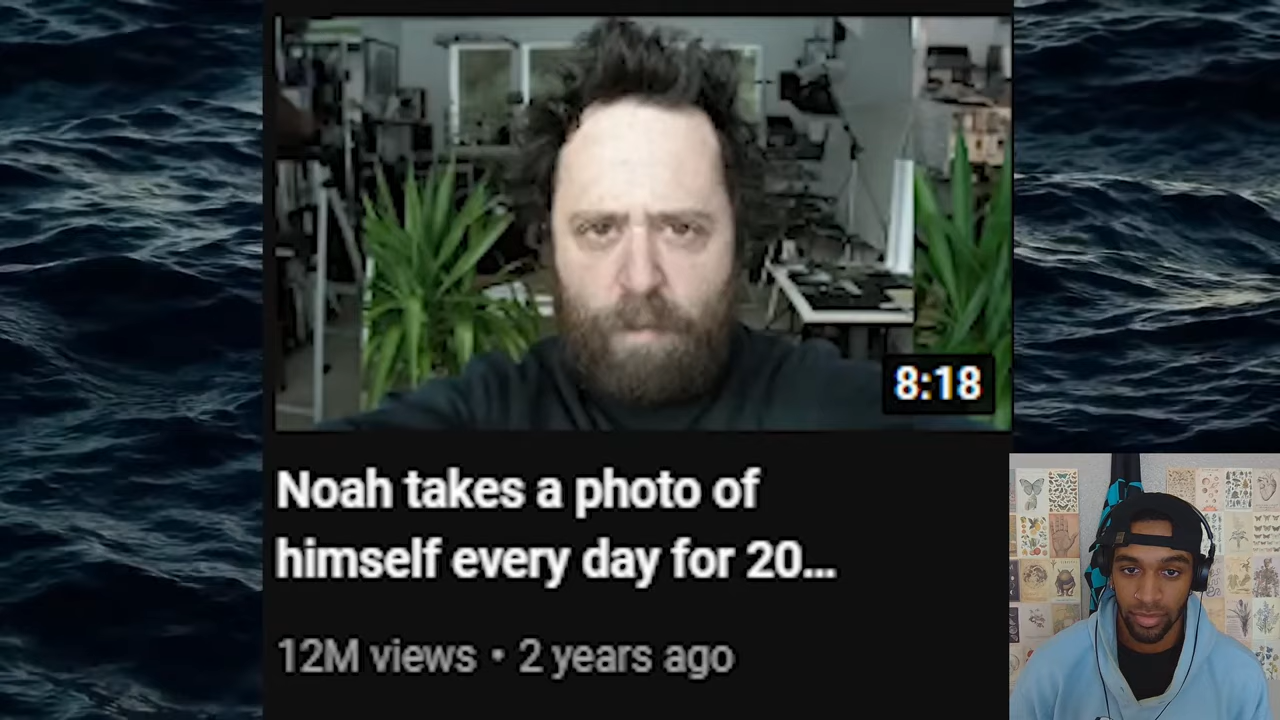 8:18
Noah takes a photo of
himself every day for 20...
12M views • 2 years ago